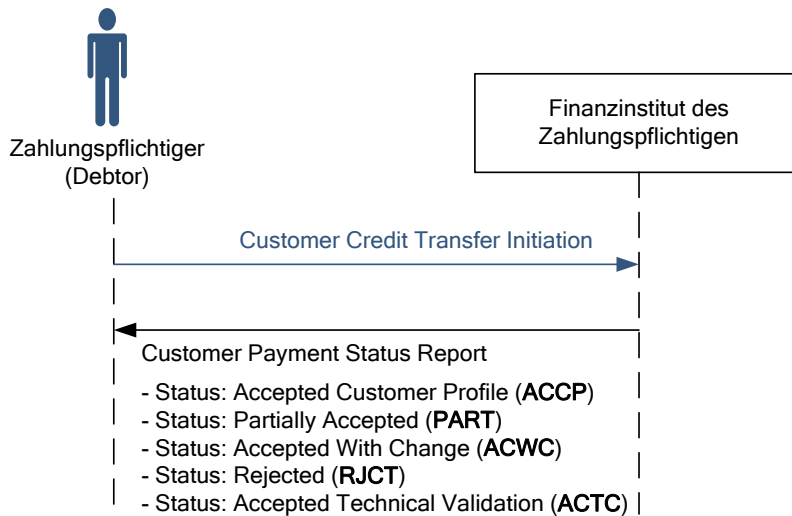 Zahlungspflichtiger
(Debtor)
Finanzinstitut des
Zahlungspflichtigen
Customer Credit Transfer Initiation
Customer Payment Status Report
- Status: Accepted Customer Profile (ACCP)
- Status: Partially Accepted (PART)
- Status: Accepted With Change (ACWC)
- Status: Rejected (RJCT)
- Status: Accepted Technical Validation (ACTC)